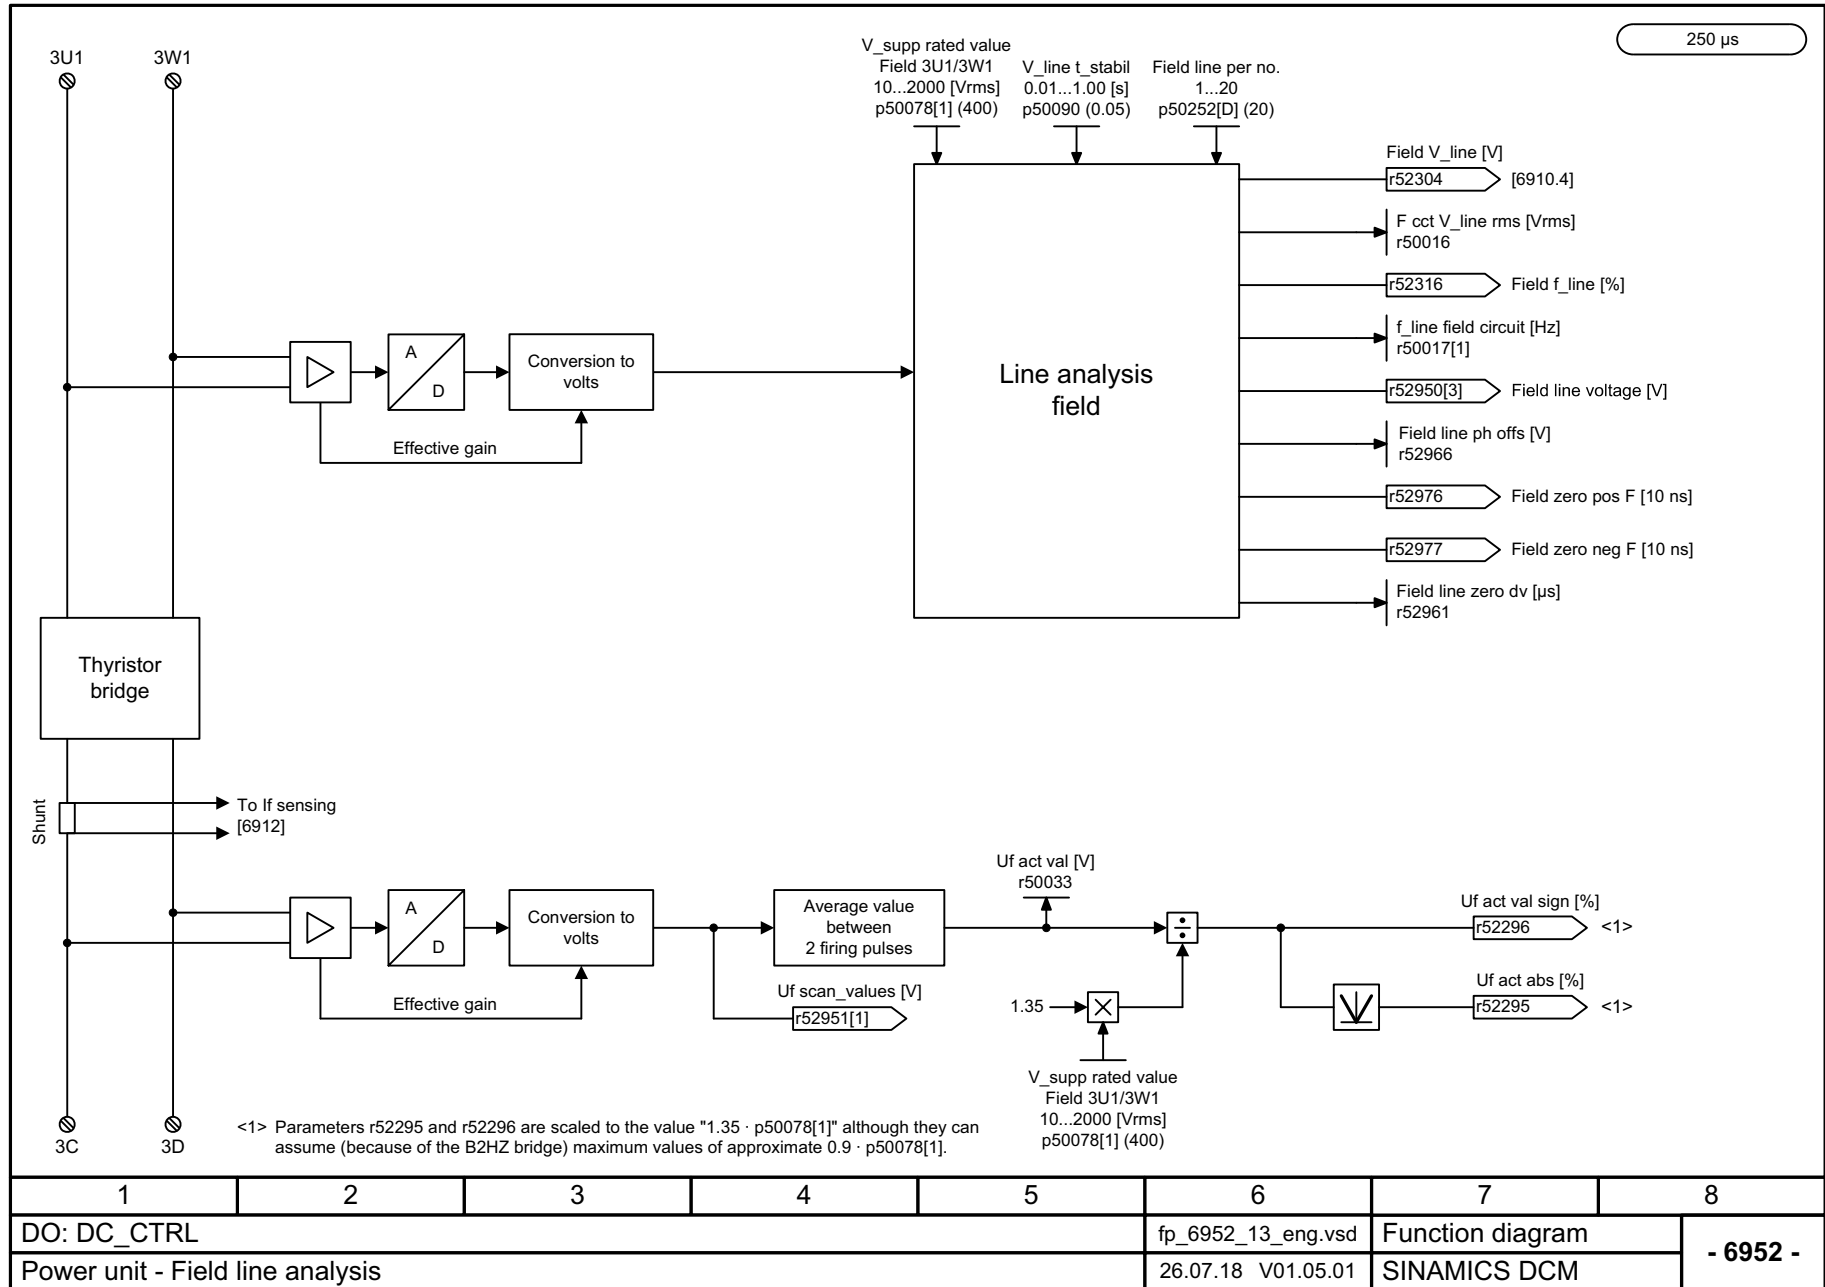 250 µs
3U1
3W1
V_supp rated value
Field 3U1/3W1
10...2000 [Vrms]
p50078[1] (400)
V_line t_stabil
0.01...1.00 [s]
p50090 (0.05)
Field line per no.
1...20
p50252[D] (20)
Field V_line [V]
r52304
[6910.4]
F cct V_line rms [Vrms]
r50016
r52316
Field f_line [%]
f_line field circuit [Hz]
r50017[1]
r52950[3]
Field line voltage [V]
Field line ph offs [V]
r52966
r52976
Field zero pos F [10 ns]
r52977
Field zero neg F [10 ns]
Field line zero dv [µs]
r52961
A
D
Conversion to
volts
Effective gain
Line analysis
field
Thyristor
bridge
Shunt
To If sensing
[6912]
A
D
Conversion to
volts
Effective gain
Average value
between
2 firing pulses
Uf scan_values [V]
r52951[1]
Uf act val [V]
r50033
÷
1.35
×
V_supp rated value
Field 3U1/3W1
10...2000 [Vrms]
p50078[1] (400)
Uf act val sign [%]
r52296
<1>
Uf act abs [%]
r52295
<1>
3C
3D
<1> Parameters r52295 and r52296 are scaled to the value "1.35 · p50078[1]" although they can
assume (because of the B2HZ bridge) maximum values of approximate 0.9 · p50078[1].
1
2
3
4
5
6
7
8
DO: DC_CTRL
fp_6952_13_eng.vsd
Function diagram
- 6952 -
Power unit - Field line analysis
26.07.18 V01.05.01
SINAMICS DCM